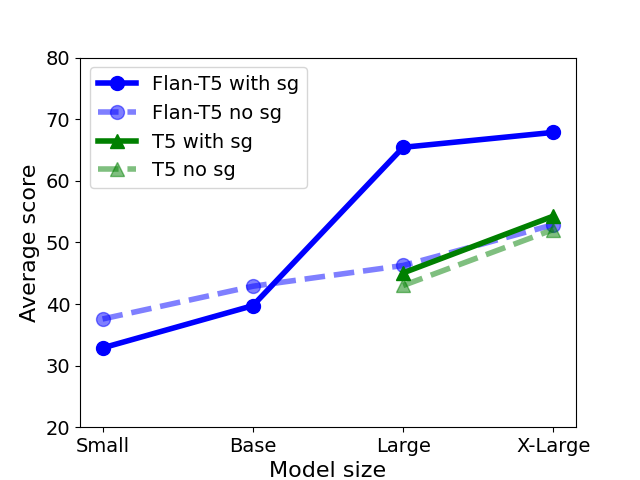 80
70
60
50
40
30
20
Average score
Flan-T5 with sg
Flan-T5 no sg
T5 with sg
T5 no sg
Small Base Large X-Large
Model size